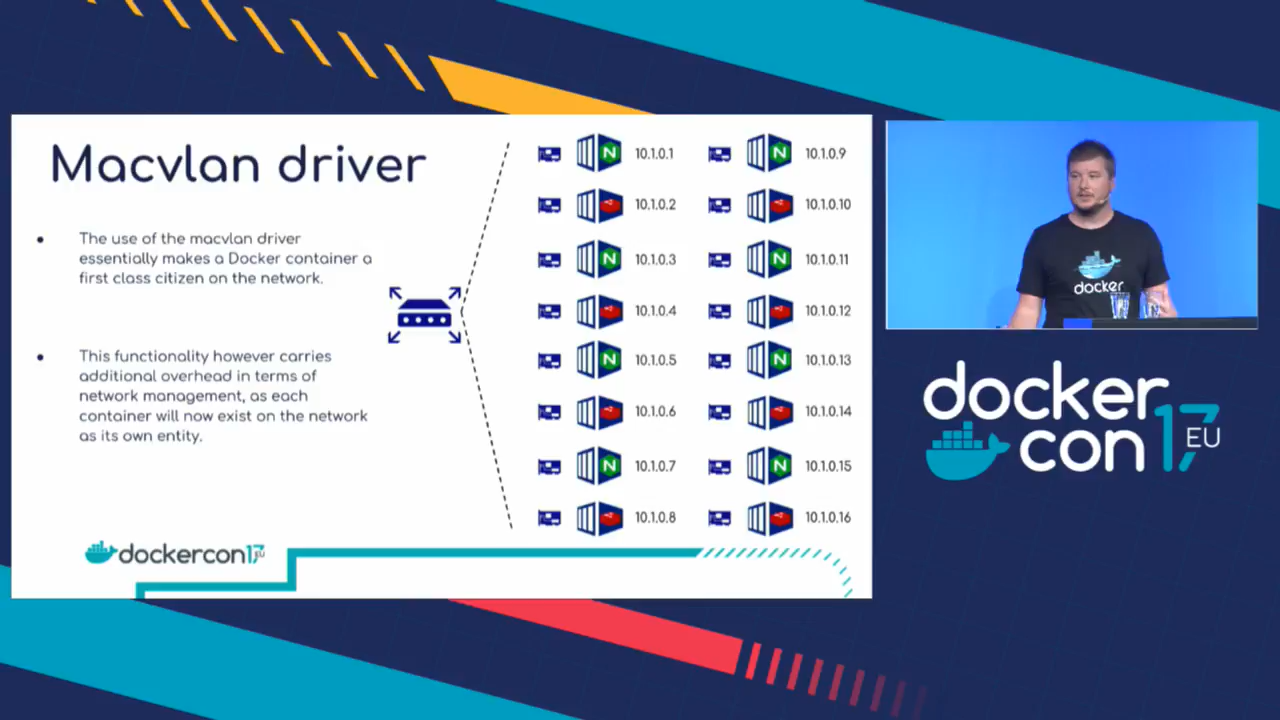 Macvlan driver
The use of the macvlan driver
essentially makes a Docker container a
first class citizen on the network.
This functionality however carries
additional overhead in terms of
network management, as each
container will now exist on the network
as its own entity.
N 10.1.0.1 N 10.1.0.9
10.1.0.2 10.1.0.10
N 10.1.0.3 N 10.1.0.11
10.1.0.4 10.1.0.12
N 10.1.0.5 N 10.1.0.13
10.1.0.6 10.1.0.14
N 10.1.0.7 N 10.1.0.15
10.1.0.8 10.1.0.16
dockercon17 EU
docker
docker
con 17 EU